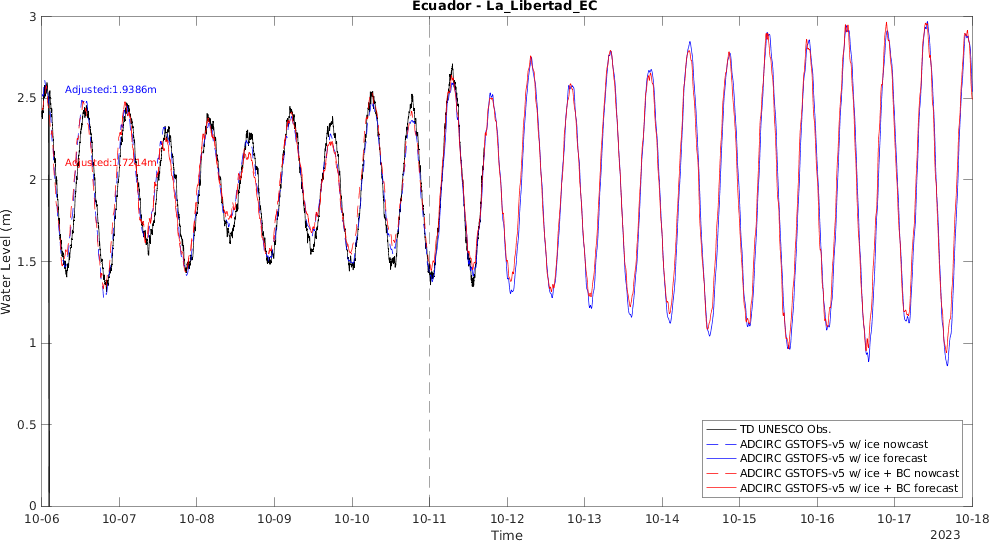 Ecuador - La_Libertad_EC
Water Level (m)
3
2.5
2
1.5
1
0.5
0
Adjusted:1.9386m
Adjusted:1.7214m
TD UNESCO Obs.
ADCIRC GSTOFS-v5 w/ ice nowcast
ADCIRC GSTOFS-v5 w/ ice forecast
ADCIRC GSTOFS-v5 w/ ice + BC nowcast
ADCIRC GSTOFS-v5 w/ ice + BC forecast
10-06 10-07 10-08 10-09 10-10 10-11 10-12 10-13 10-14 10-15 10-16 10-17 10-18
Time
2023